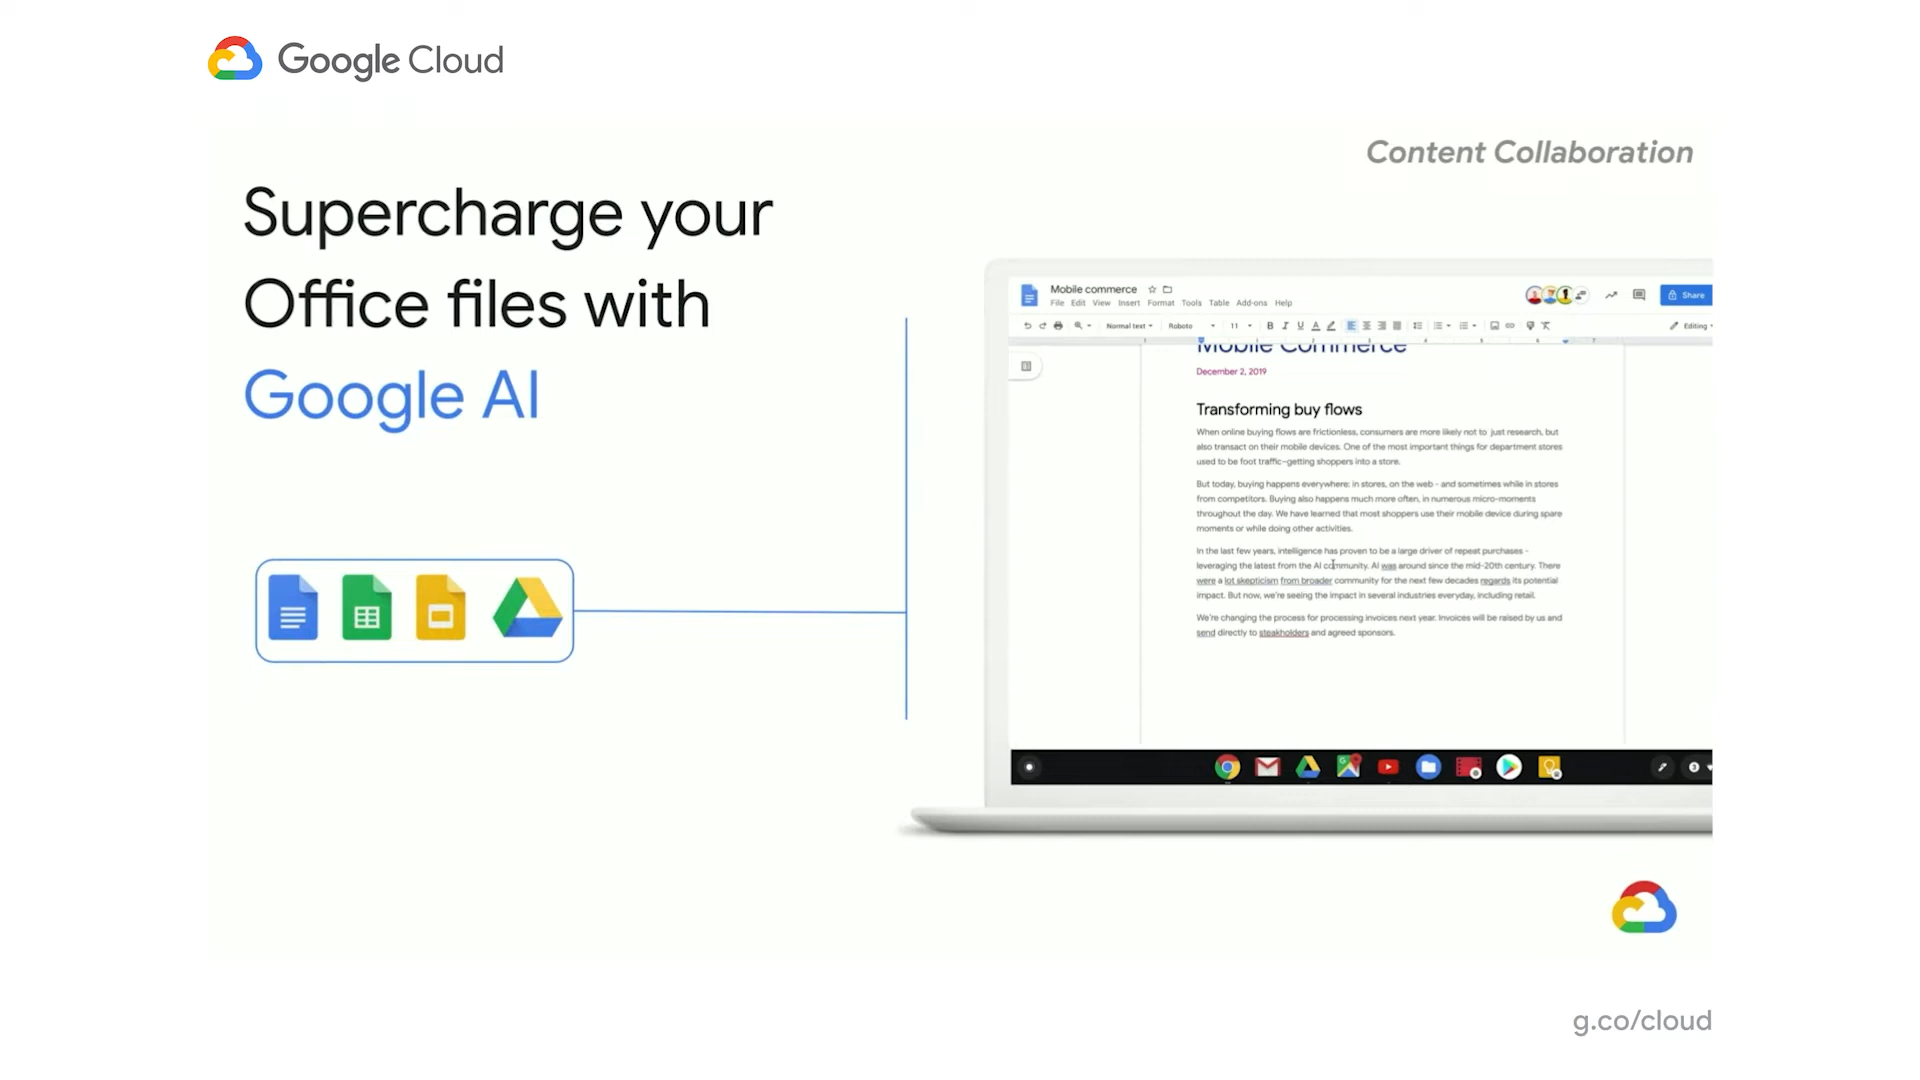 Google Cloud
Content Collaboration
Supercharge your
Office files with
Google AI
Mobile commerce
File Edit View Insert Format Tools Table Add-ons Help
Share
Normal text Roboto 11 B I U A Editing
Mobile Commerce
December 2, 2019
Transforming buy flows
When online buying flows are frictionless, consumers are more likely not to just research, but
also transact on their mobile devices. One of the most important things for department stores
used to be foot traffic–getting shoppers into a store.
But today, buying happens everywhere: in stores, on the web - and sometimes while in stores
from competitors. Buying also happens much more often, in numerous micro-moments
throughout the day. We have learned that most shoppers use their mobile device during spare
moments or while doing other activities.
In the last few years, intelligence has proven to be a large driver of repeat purchases -
leveraging the latest from the AI community. AI was around since the mid-20th century. There
were a lot skepticism from broader community for the next few decades regards its potential
impact. But now, we're seeing the impact in several industries everyday, including retail.
We're changing the process for processing invoices next year. Invoices will be raised by us and
send directly to steakholders and agreed sponsors.
g.co/cloud